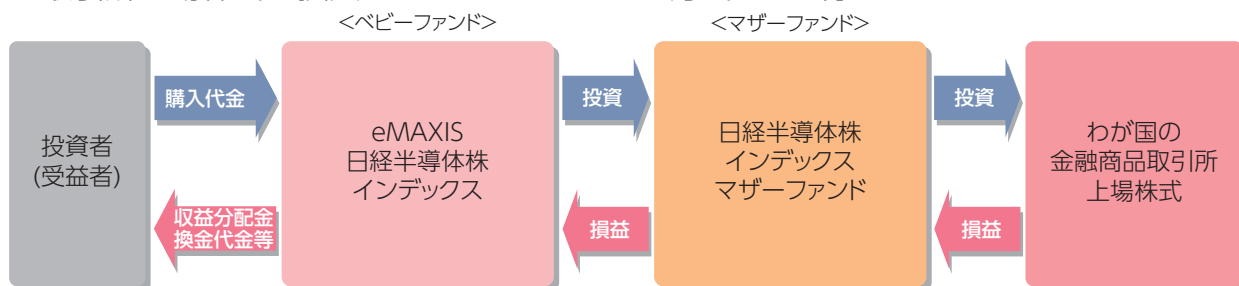 <ベビーファンド>
<マザーファンド>
投資者
(受益者)
購入代金
収益分配金
換金代金等
eMAXIS
日経半導体株
インデックス
投資
損益
日経半導体株
インデックス
マザーファンド
投資
損益
わが国の
金融商品取引所
上場株式